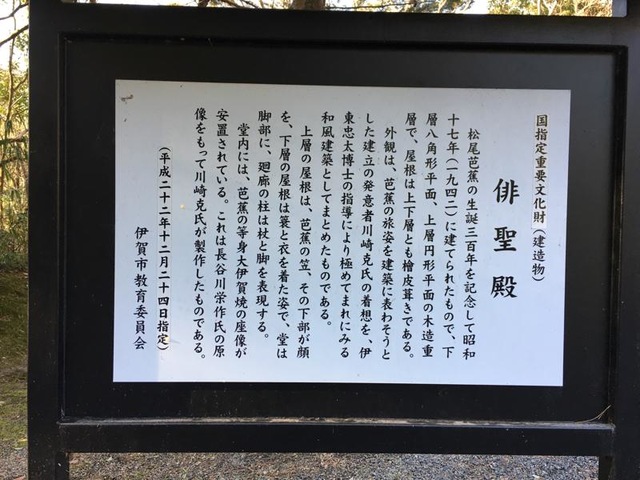 国指定重要文化財（建造物）
俳聖殿
松尾芭蕉の生誕三百年を記念して昭和
十七年（一九四二）に建てられたもので、下
層八角形平面、上層円形平面の木造重
層で、屋根は上下層とも檜皮葺きである。
外観は、芭蕉の旅姿を建築に表わそうと
した建立の発意者川崎克氏の着想を、伊
東忠太博士の指導により極めてまれにみる
和風建築としてまとめたものである。
上層の屋根は、芭蕉の笠、その下部が顔
を、下層の屋根は簑と衣を着た姿で、堂は
脚部に、廻廊の柱は杖と脚を表現する。
堂内には、芭蕉の等身大伊賀焼の座像が
安置されている。これは長谷川栄作氏の原
像をもって川崎克氏が製作したものである。
（平成二十二年十二月二十四日指定）
伊賀市教育委員会